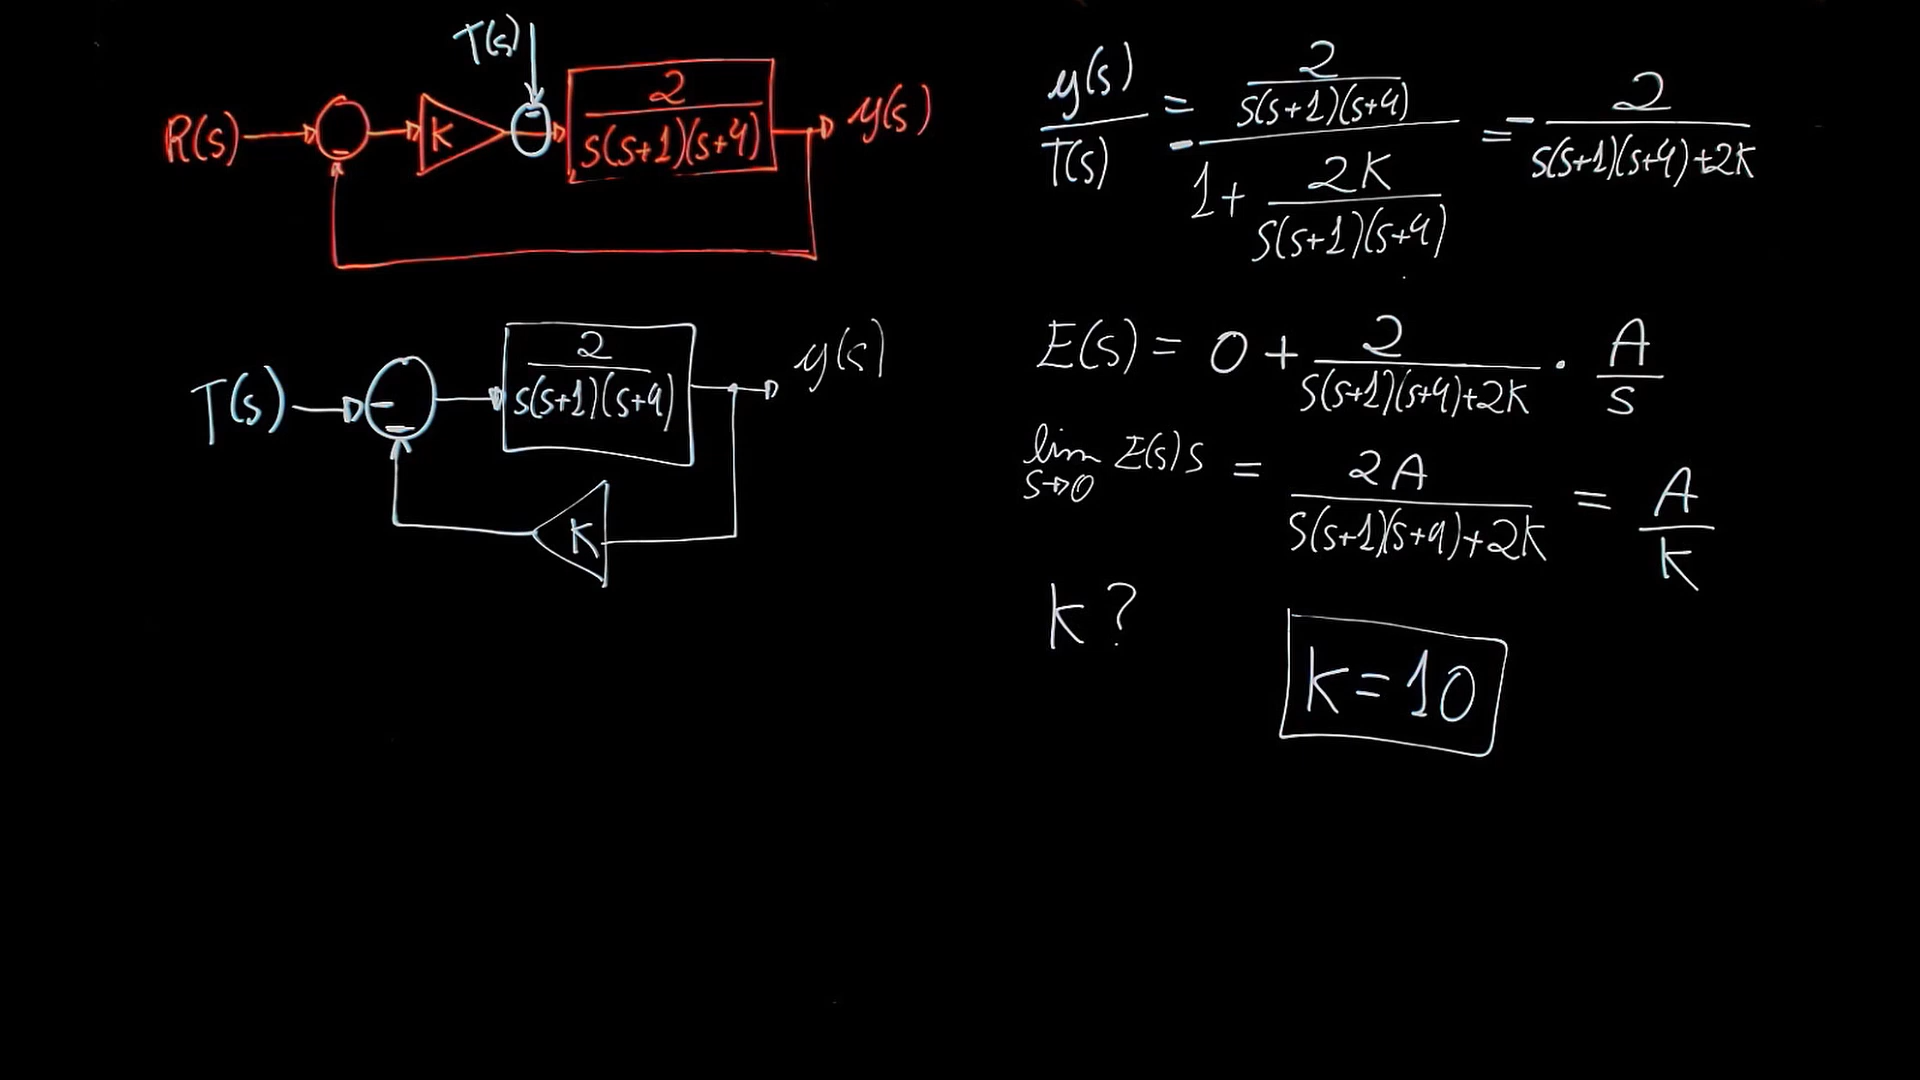 T(s)
R(s) K 2/(s(s+1)(s+4)) y(s)
T(s) 2/(s(s+1)(s+4)) y(s)
K
y(s)/T(s) = - (2/(s(s+1)(s+4)))/(1+ 2K/(s(s+1)(s+4))) = - 2/(s(s+1)(s+4)+2K)
E(s) = 0 + 2/(s(s+1)(s+4)+2K) · A/s
lim s→0 E(s)s = 2A/(s(s+1)(s+4)+2K) = A/K
K?
K=10